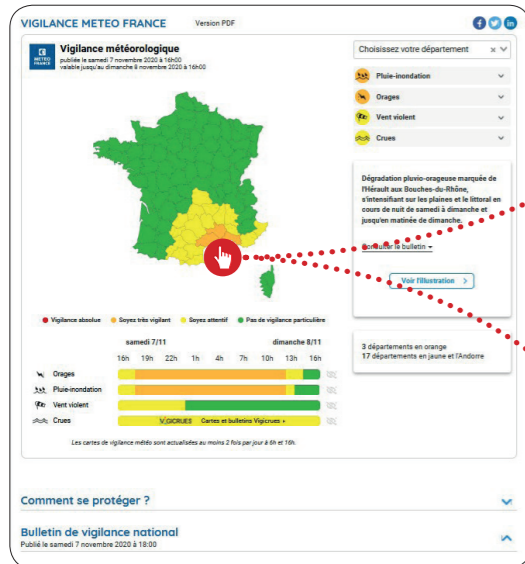 VIGILANCE METEO FRANCE
Version PDF
METEO
FRANCE
Vigilance météorologique
publiée le samedi 7 novembre 2020 à 16h00
valable jusqu'au dimanche 8 novembre 2020 à 16h00
Choisissez votre département
Pluie-inondation
Orages
Vent violent
Crues
Dégradation pluvio-orageuse marquée de
l'Hérault aux Bouches-du-Rhône,
s'intensifiant sur les plaines et le littoral en
cours de nuit de samedi à dimanche et
jusqu'en matinée de dimanche.
Consulter le bulletin
Voir l'illustration >
Vigilance absolue
Soyez très vigilant
Soyez attentif
Pas de vigilance particulière
3 départements en orange
17 départements en jaune et l'Andorre
samedi 7/11 dimanche 8/11
16h 19h 22h 1h 4h 7h 10h 13h 16h
Orages
Pluie-inondation
Vent violent
Crues VIGICRUES Cartes et bulletins Vigicrues
Les cartes de vigilance météo sont actualisées au moins 2 fois par jour à 6h et 16h.
Comment se protéger ?
Bulletin de vigilance national
Publié le samedi 7 novembre 2020 à 18:00